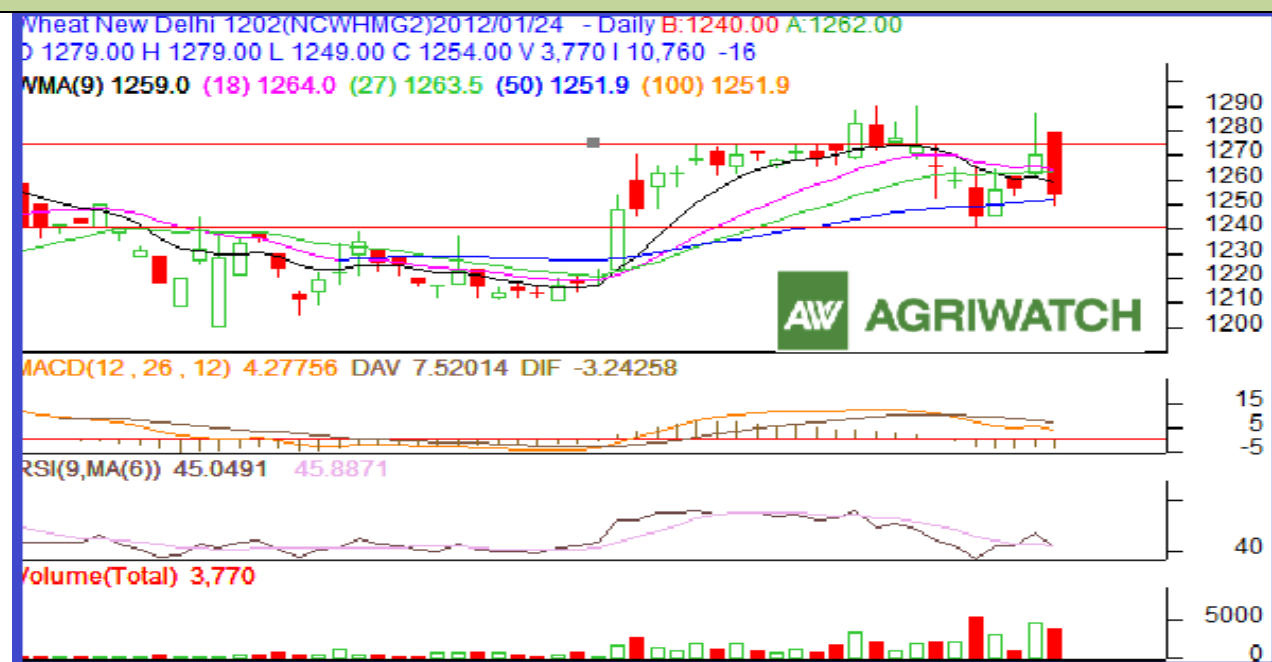 Wheat New Delhi 1202(NCWHMG2)2012/01/24 - Daily B:1240.00 A:1262.00
O 1279.00 H 1279.00 L 1249.00 C 1254.00 V 3,770 I 10,760 -16
WMA(9) 1259.0 (18) 1264.0 (27) 1263.5 (50) 1251.9 (100) 1251.9
1290
1280
1270
1260
1250
1240
1230
1220
1210
1200
AW AGRIWATCH
MACD(12 , 26 , 12) 4.27756 DAV 7.52014 DIF -3.24258
15
5
-5
RSI(9,MA(6)) 45.0491 45.8871
40
Volume(Total) 3,770
5000
0